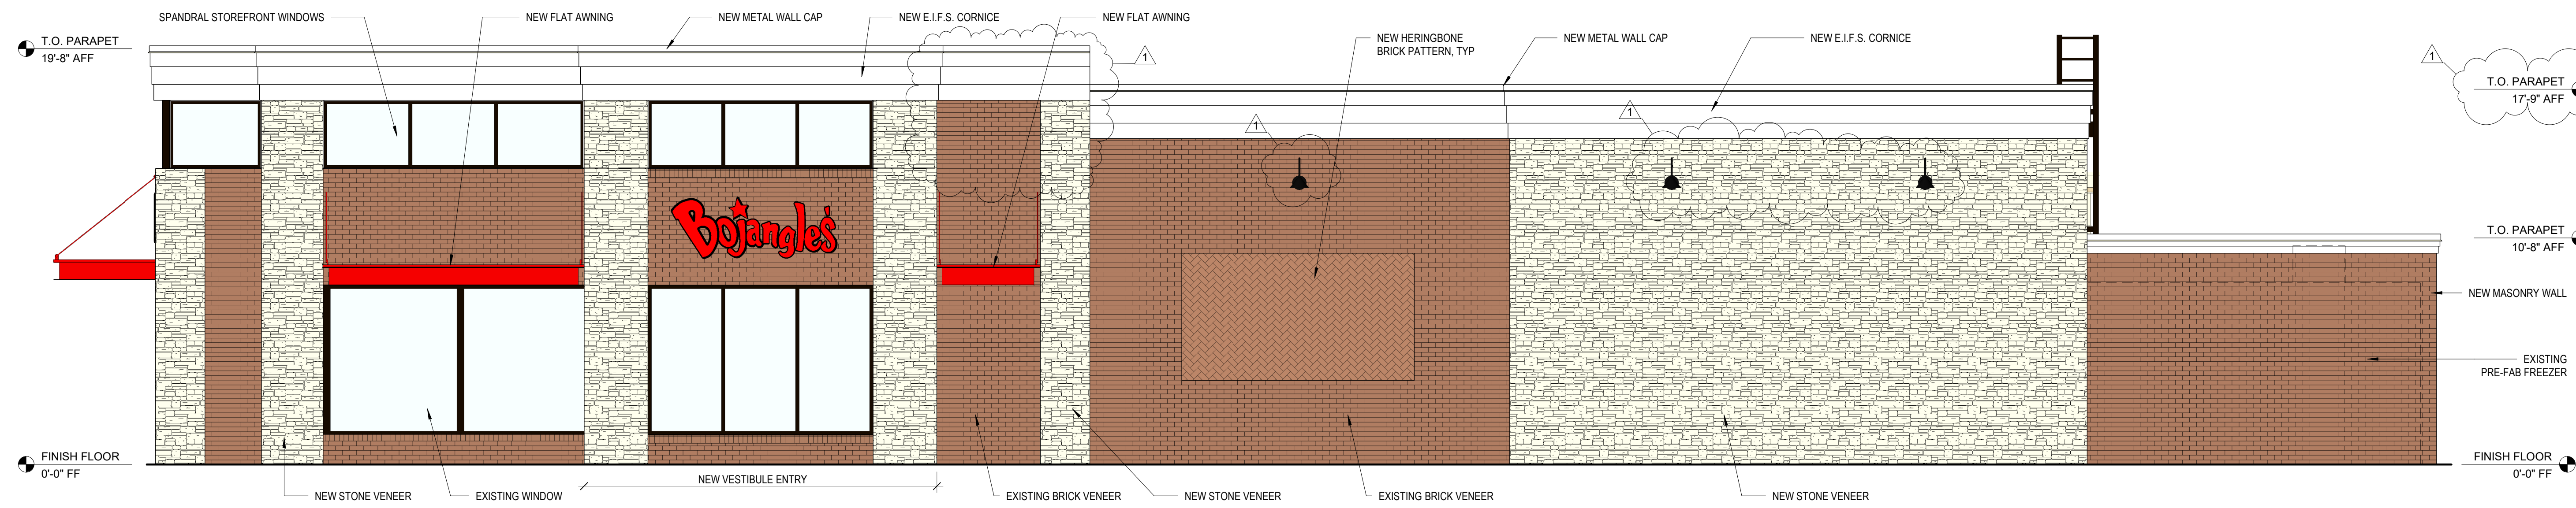 SPANDRAL STOREFRONT WINDOWS
NEW FLAT AWNING
NEW METAL WALL CAP
NEW E.I.F.S. CORNICE
NEW FLAT AWNING
NEW HERINGBONE
BRICK PATTERN, TYP
NEW METAL WALL CAP
NEW E.I.F.S. CORNICE
T.O. PARAPET
19'-8" AFF
1
1
1
1
T.O. PARAPET
17'-9" AFF
Bojangles'
T.O. PARAPET
10'-8" AFF
NEW MASONRY WALL
EXISTING
PRE-FAB FREEZER
FINISH FLOOR
0'-0" FF
FINISH FLOOR
0'-0" FF
NEW VESTIBULE ENTRY
NEW STONE VENEER
EXISTING WINDOW
EXISTING BRICK VENEER
NEW STONE VENEER
EXISTING BRICK VENEER
NEW STONE VENEER